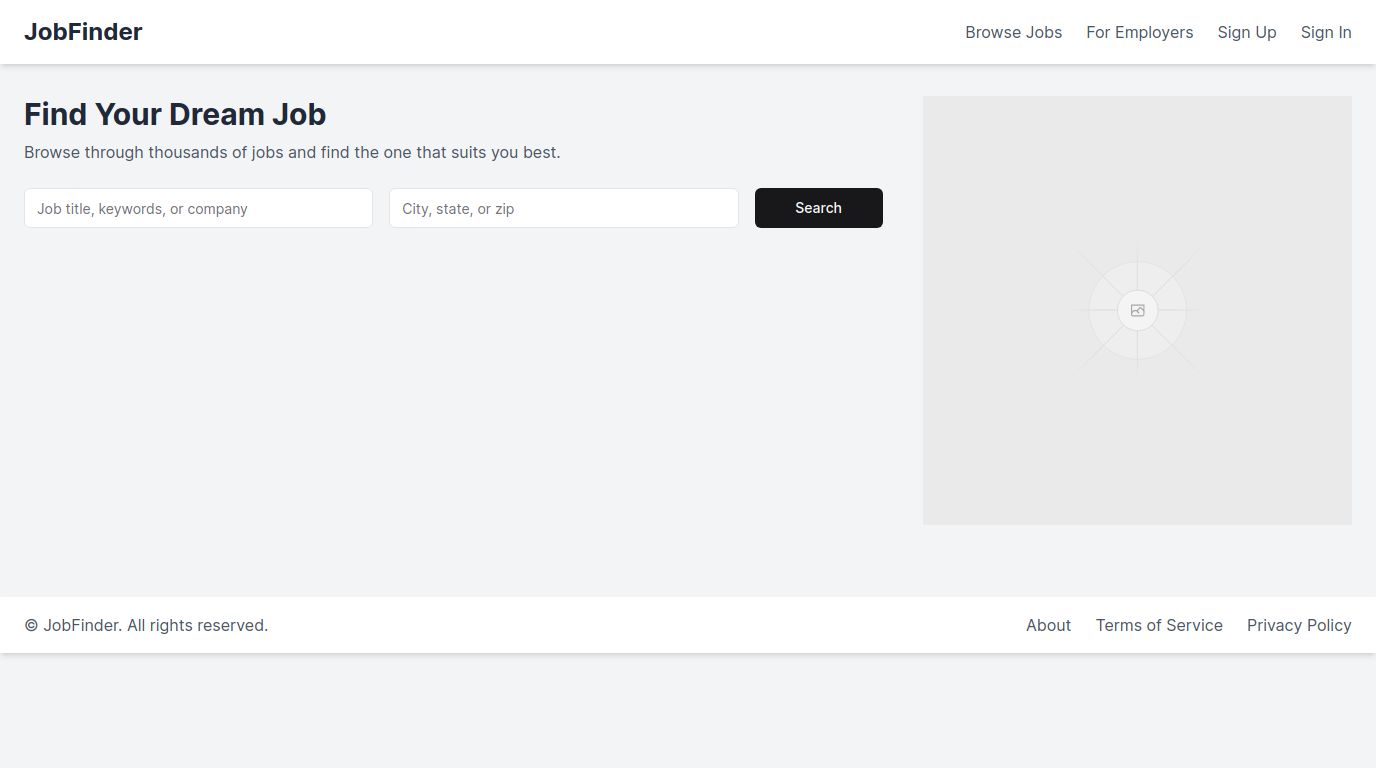 JobFinder
Browse Jobs
For Employers
Sign Up
Sign In
Find Your Dream Job
Browse through thousands of jobs and find the one that suits you best.
Job title, keywords, or company
City, state, or zip
Search
© JobFinder. All rights reserved.
About
Terms of Service
Privacy Policy